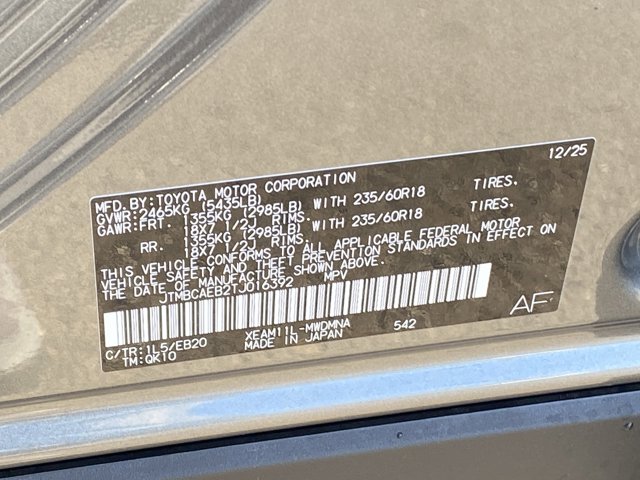 MFD. BY: TOYOTA MOTOR CORPORATION 12/25
GVWR: 2465KG (5435LB)
GAWR: FRT. 1355KG (2985LB) WITH 235/60R18 TIRES.
18X7 1/2J RIMS.
RR. 1355KG (2985LB) WITH 235/60R18 TIRES.
18X7 1/2J RIMS.
THIS VEHICLE CONFORMS TO ALL APPLICABLE FEDERAL MOTOR
VEHICLE SAFETY AND THEFT PREVENTION STANDARDS IN EFFECT ON
THE DATE OF MANUFACTURE SHOWN ABOVE.
JTMBCAEB2TJ016392 MPV
C/TR: 1L5/EB20 XEAM11L-MWDMNA 542
TM: QK10 MADE IN JAPAN
AF